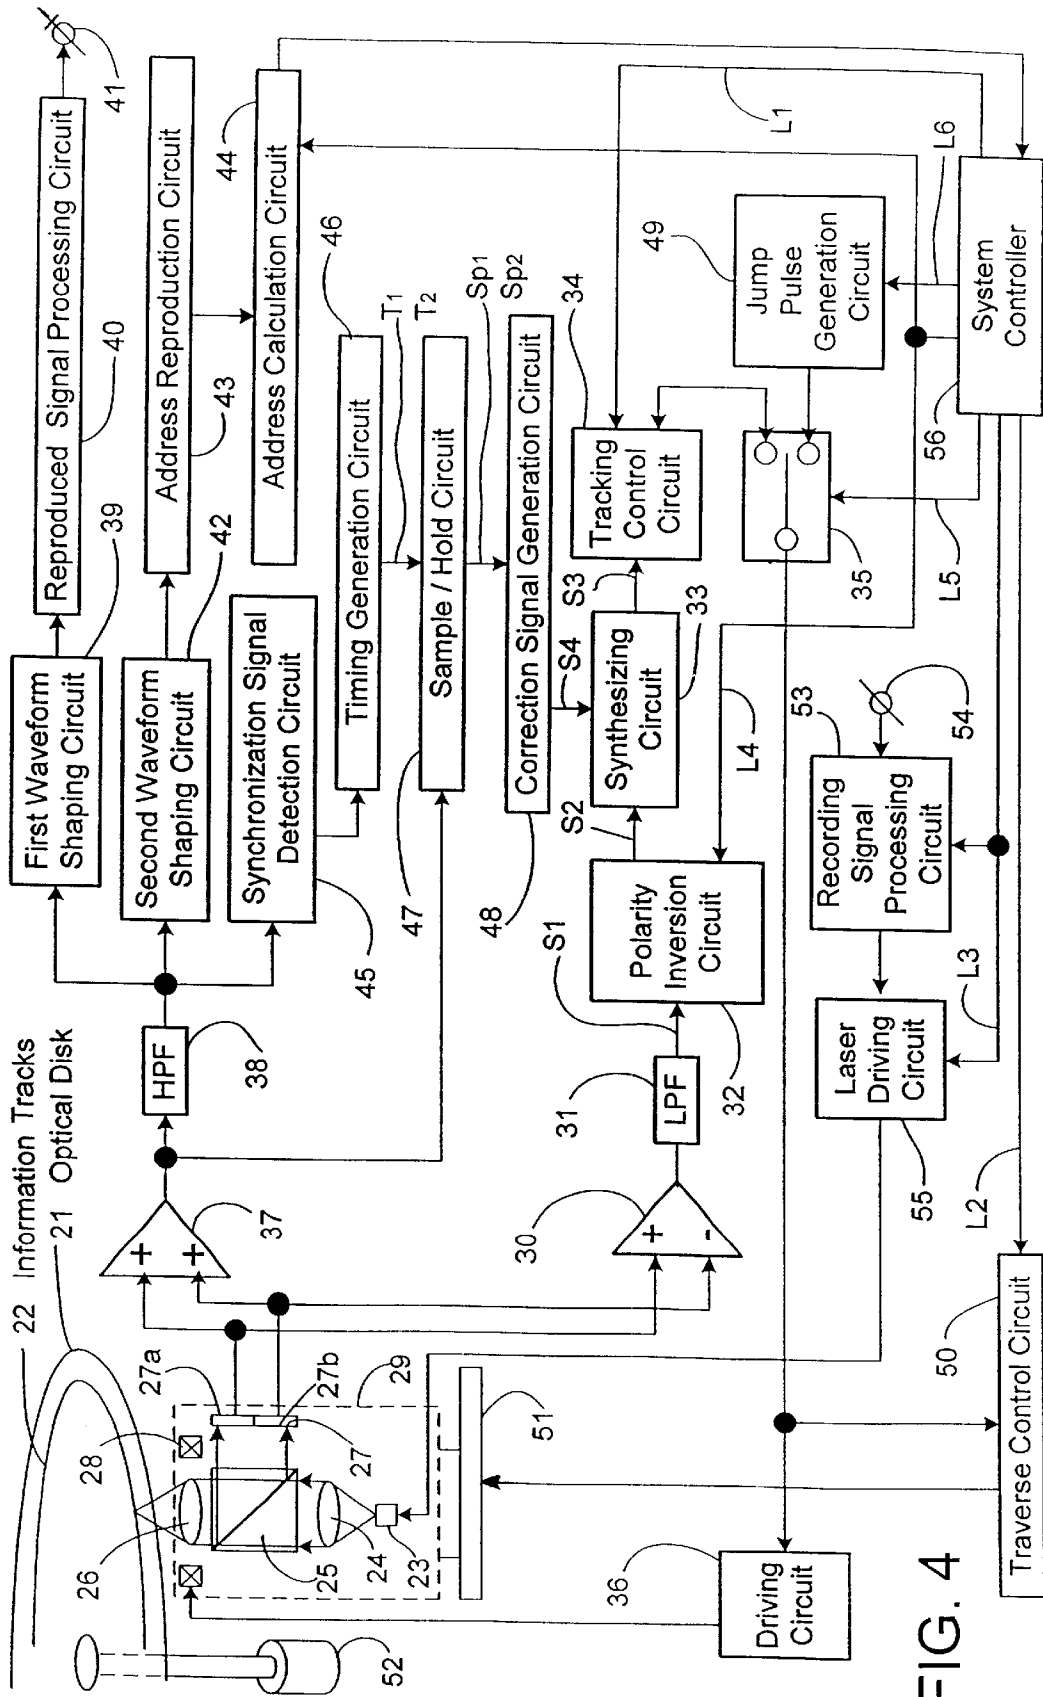 22 Information Tracks
21 Optical Disk
First Waveform
Shaping Circuit
39
Reproduced Signal Processing Circuit
40
41
Second Waveform
Shaping Circuit
42
Address Reproduction Circuit
43
Synchronization Signal
Detection Circuit
45
Address Calculation Circuit
44
HPF
38
+
+
37
Timing Generation Circuit
46
T1
T2
Sample / Hold Circuit
47
Sp1
Sp2
Correction Signal Generation Circuit
48
S4
26
28
27a
27b
27
29
25
24
23
51
52
30
+
-
31
LPF
S1
Polarity
Inversion
Circuit
32
S2
Synthesizing
Circuit
33
S3
Tracking
Control
Circuit
34
L4
35
Jump
Pulse
Generation
Circuit
49
L1
L6
L5
System
Controller
56
Recording
Signal
Processing
Circuit
53
54
Laser
Driving
Circuit
55
L3
L2
Driving
Circuit
36
Traverse Control Circuit
50
FIG. 4